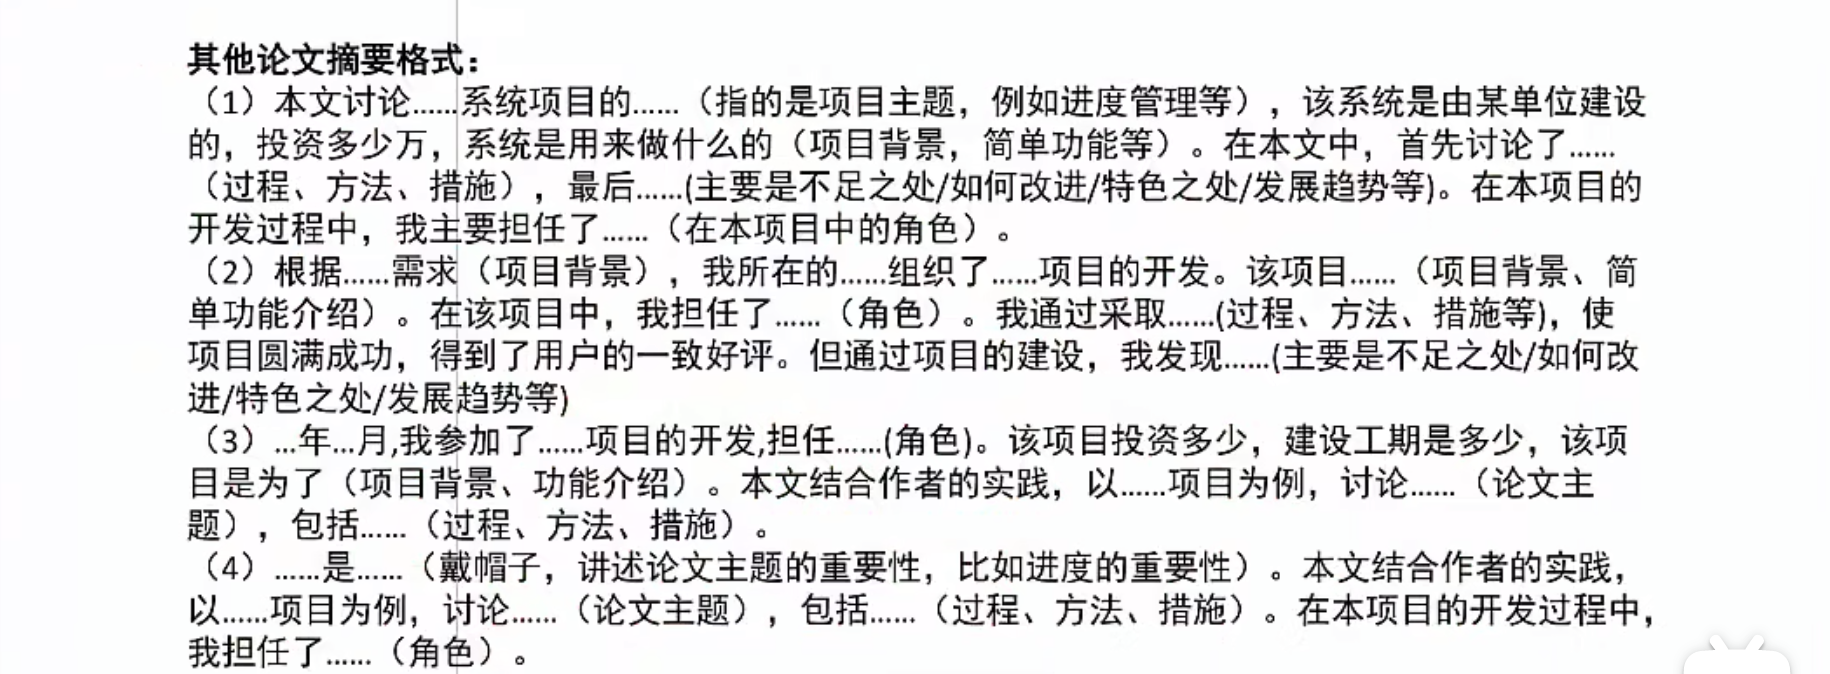 其他论文摘要格式：
（1）本文讨论……系统项目的……（指的是项目主题，例如进度管理等），该系统是由某单位建设
的，投资多少万，系统是用来做什么的（项目背景，简单功能等）。在本文中，首先讨论了……
（过程、方法、措施），最后……(主要是不足之处/如何改进/特色之处/发展趋势等)。在本项目的
开发过程中，我主要担任了……（在本项目中的角色）。
（2）根据……需求（项目背景），我所在的……组织了……项目的开发。该项目……（项目背景、简
单功能介绍）。在该项目中，我担任了……（角色）。我通过采取……(过程、方法、措施等)，使
项目圆满成功，得到了用户的一致好评。但通过项目的建设，我发现……(主要是不足之处/如何改
进/特色之处/发展趋势等)
（3）…年…月,我参加了……项目的开发,担任……(角色)。该项目投资多少，建设工期是多少，该项
目是为了（项目背景、功能介绍）。本文结合作者的实践，以……项目为例，讨论……（论文主
题），包括……（过程、方法、措施）。
（4）……是……（戴帽子，讲述论文主题的重要性，比如进度的重要性）。本文结合作者的实践，
以……项目为例，讨论……（论文主题），包括……（过程、方法、措施）。在本项目的开发过程中，
我担任了……（角色）。